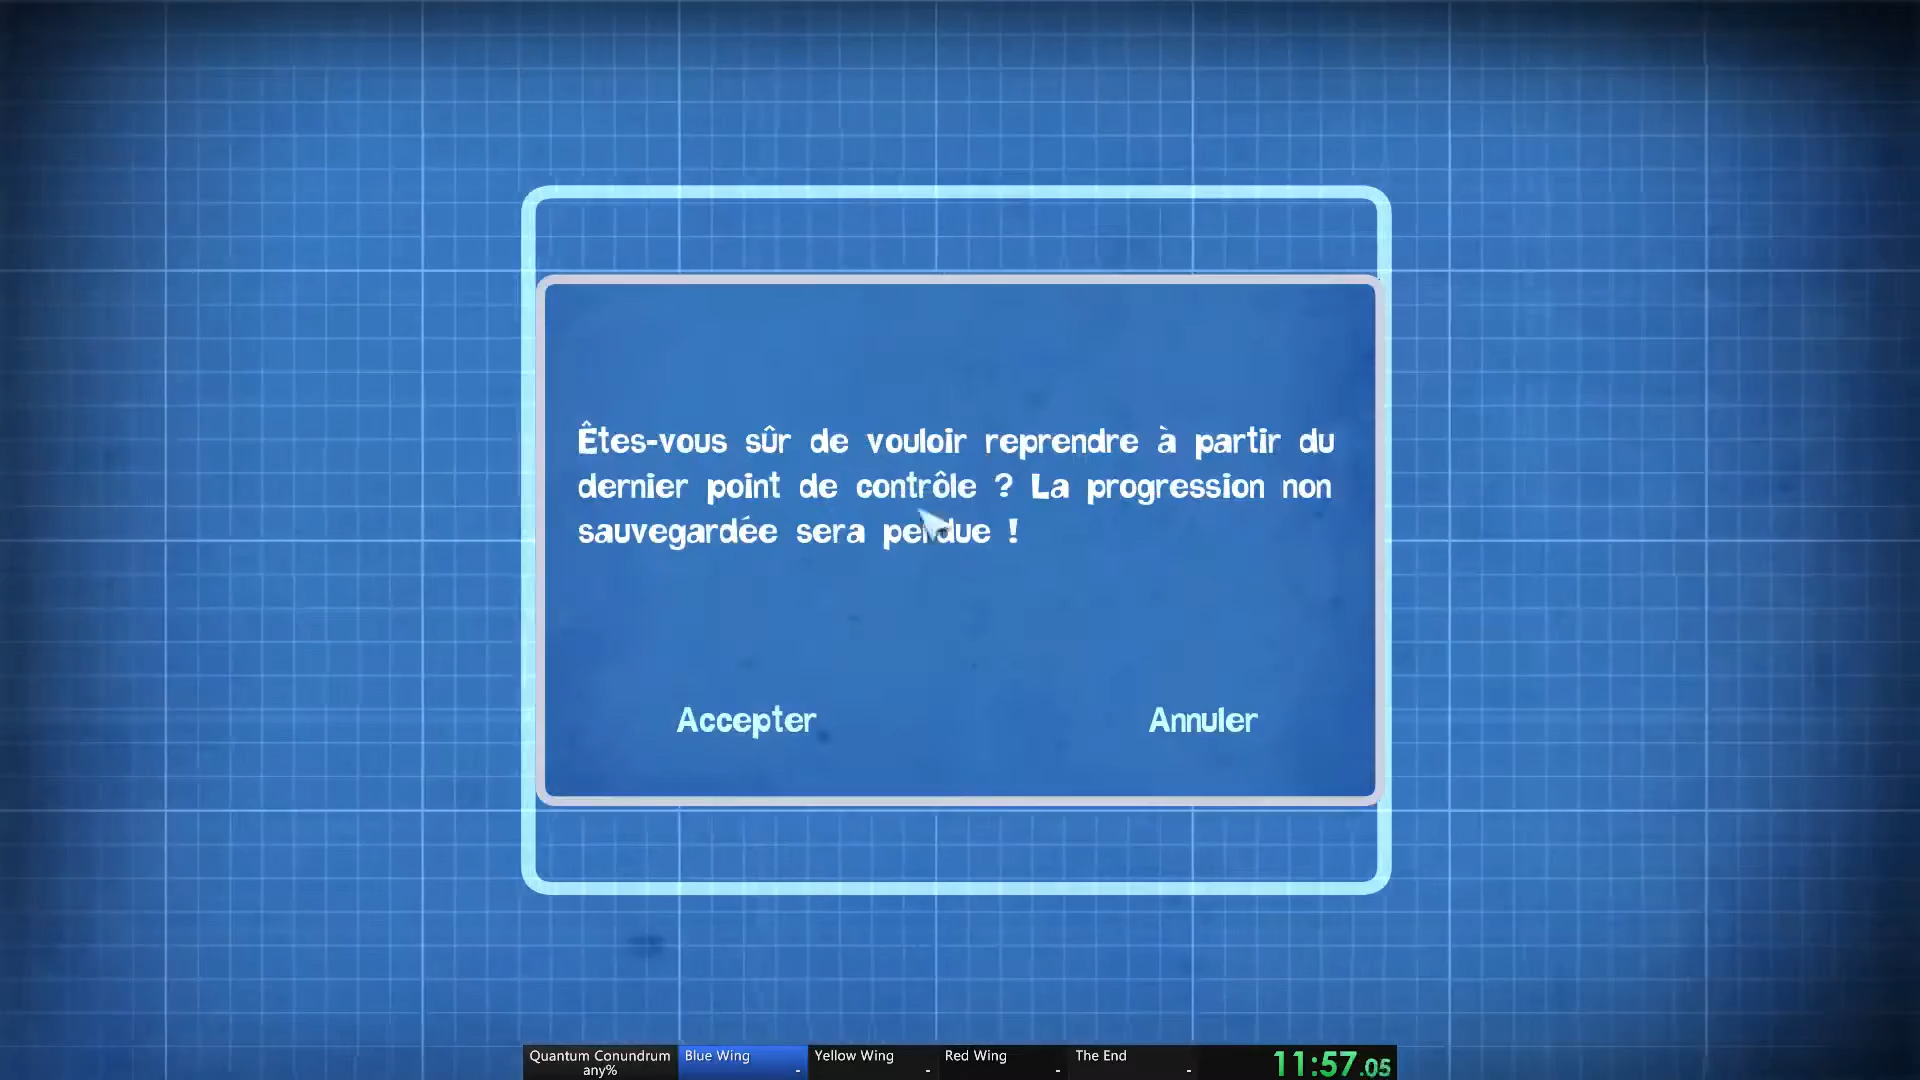 Êtes-vous sûr de vouloir reprendre à partir du
dernier point de contrôle ? La progression non
sauvegardée sera perdue !
Accepter
Annuler
Quantum Conundrum
any%
Blue Wing
-
Yellow Wing
-
Red Wing
-
The End
-
11:57.05